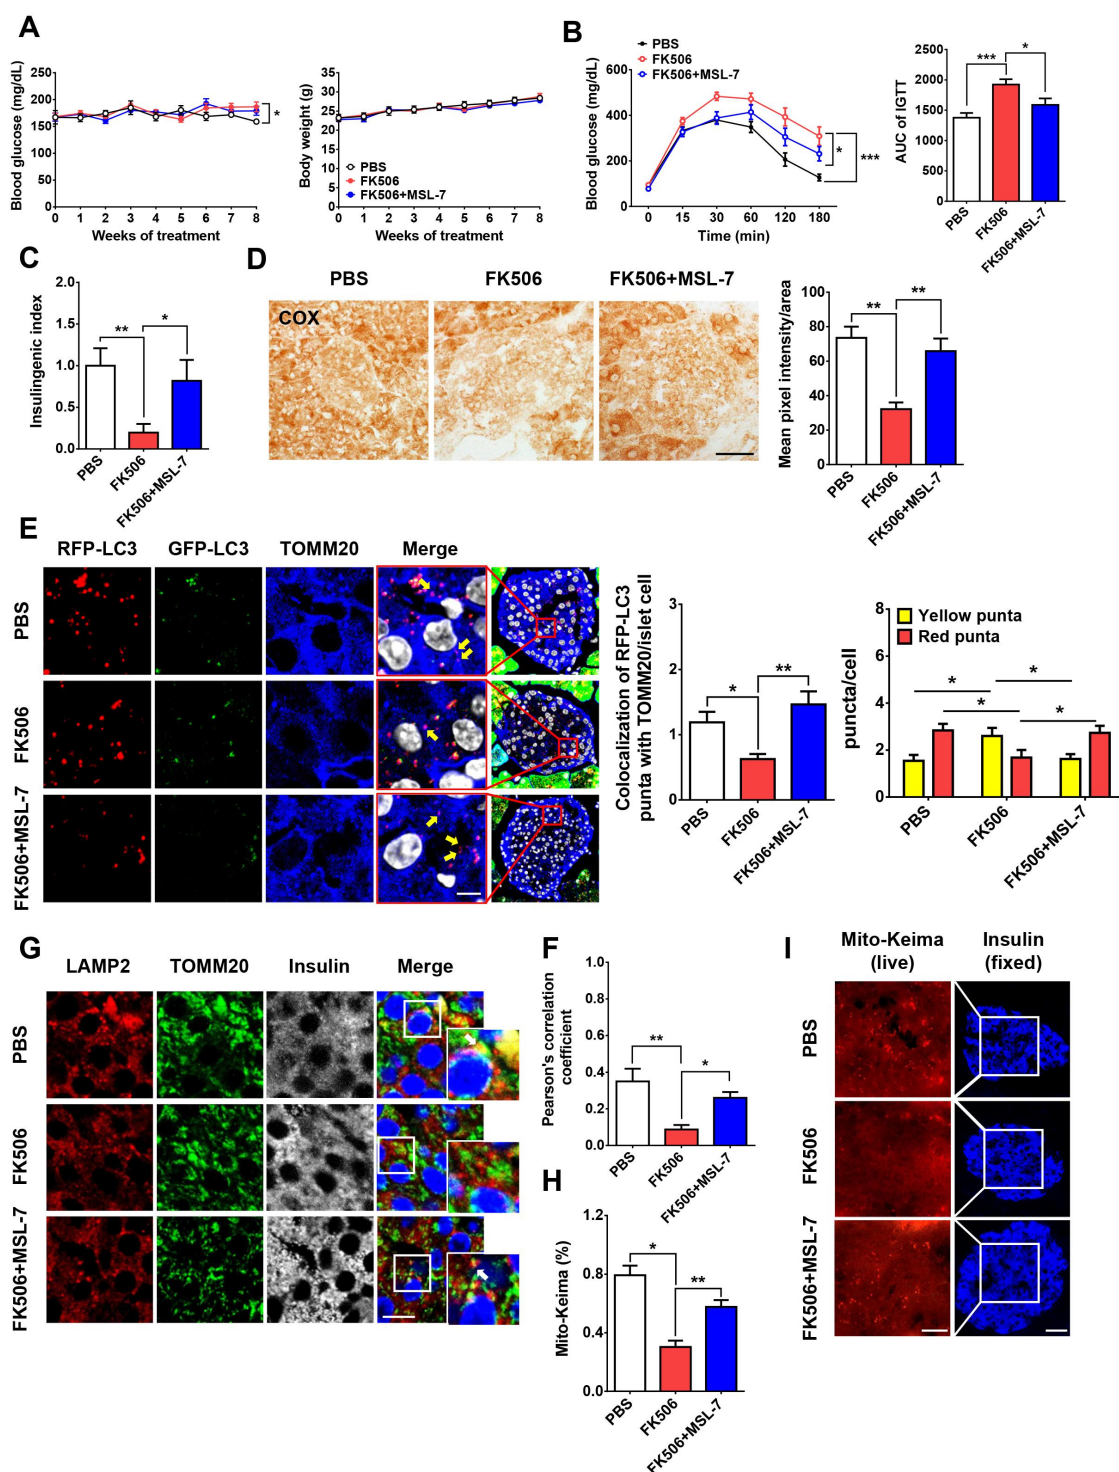 A
Blood glucose (mg/dL)
250
200
150
100
50
0
0 1 2 3 4 5 6 7 8
Weeks of treatment
*
Body weight (g)
35
30
25
20
15
10
5
0
PBS
FK506
FK506+MSL-7
0 1 2 3 4 5 6 7 8
Weeks of treatment
B
PBS
FK506
FK506+MSL-7
Blood glucose (mg/dL)
600
400
200
0
0 15 30 60 120 180
Time (min)
*
***
AUC of IGTT
2500
2000
1500
1000
500
0
***
*
PBS
FK506
FK506+MSL-7
C
Insulingenic index
2.0
1.5
1.0
0.5
0.0
**
*
PBS
FK506
FK506+MSL-7
D
PBS
FK506
FK506+MSL-7
COX
Mean pixel intensity/area
100
80
60
40
20
0
**
**
PBS
FK506
FK506+MSL-7
E
RFP-LC3
GFP-LC3
TOMM20
Merge
PBS
FK506
FK506+MSL-7
Colocalization of RFP-LC3
punta with TOMM20/islet cell
3
2
1
0
*
**
PBS
FK506
FK506+MSL-7
Yellow punta
Red punta
puncta/cell
8
6
4
2
0
*
*
*
*
PBS
FK506
FK506+MSL-7
G
LAMP2
TOMM20
Insulin
Merge
PBS
FK506
FK506+MSL-7
F
Pearson's correlation
coefficient
1.0
0.8
0.6
0.4
0.2
0.0
**
*
PBS
FK506
FK506+MSL-7
H
Mito-Keima (%)
1.2
0.8
0.4
0.0
*
**
PBS
FK506
FK506+MSL-7
I
Mito-Keima
(live)
Insulin
(fixed)
PBS
FK506
FK506+MSL-7